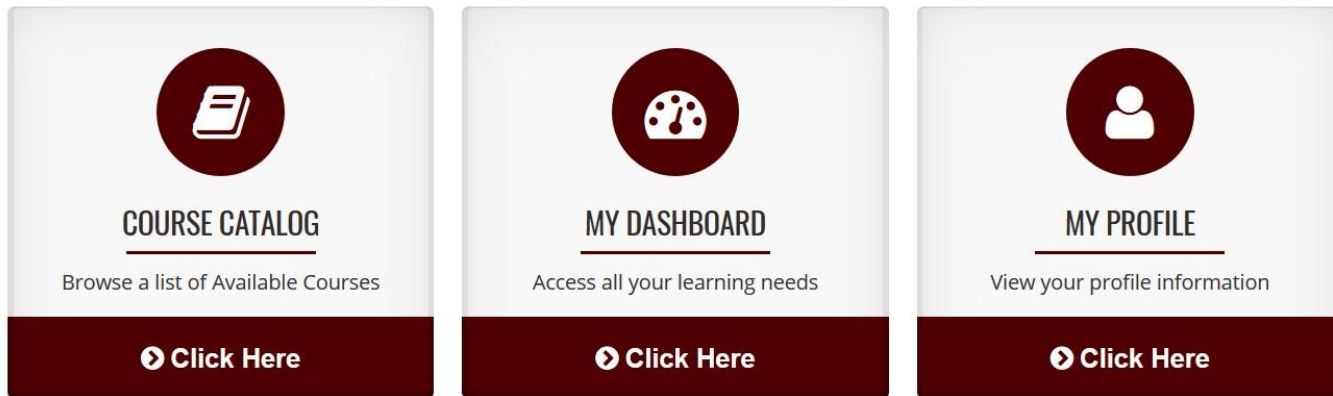 COURSE CATALOG
Browse a list of Available Courses
Click Here
MY DASHBOARD
Access all your learning needs
Click Here
MY PROFILE
View your profile information
Click Here